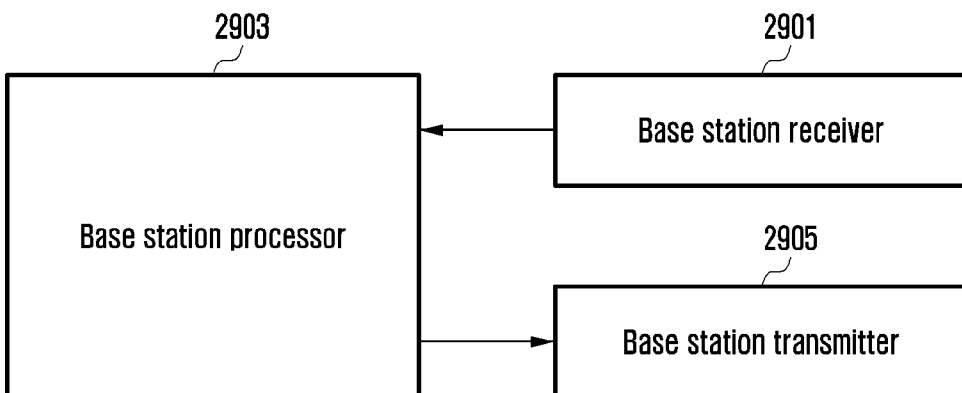 2903
2901
Base station receiver
Base station processor
2905
Base station transmitter